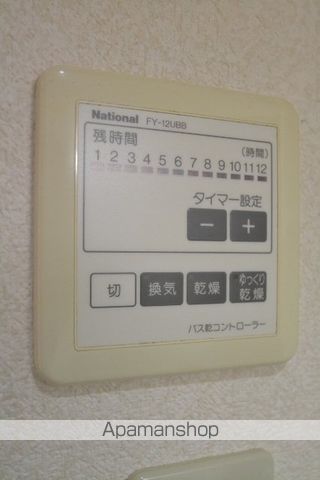 National FY-12UBB
残時間 (時間)
1 2 3 4 5 6 7 8 9 10 11 12
タイマー設定
− +
切 換気 乾燥 ゆっくり
乾燥
バス乾コントローラー
Apamanshop